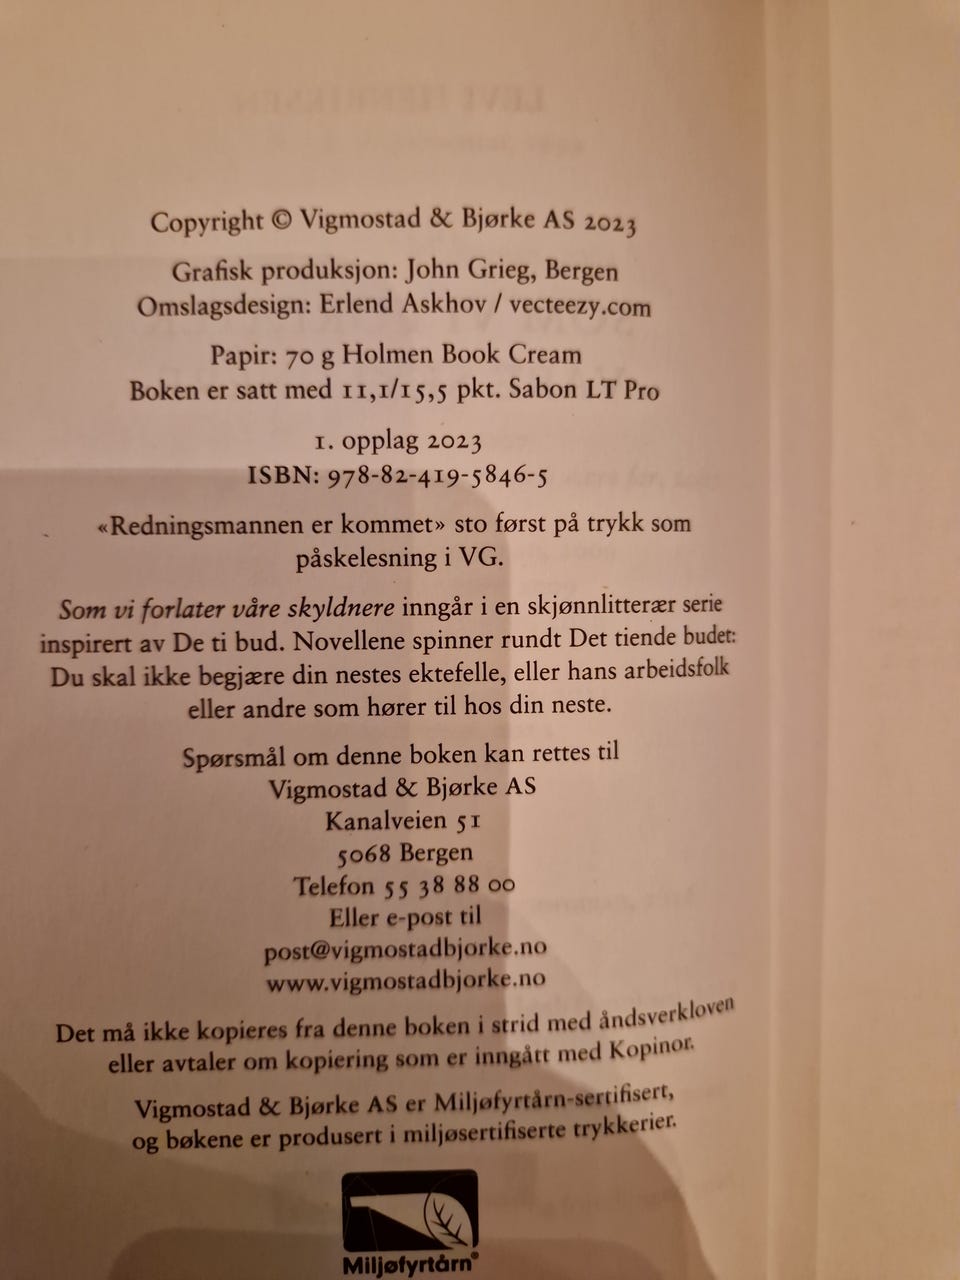 Copyright © Vigmostad & Bjørke AS 2023
Grafisk produksjon: John Grieg, Bergen
Omslagsdesign: Erlend Askhov / vecteezy.com
Papir: 70 g Holmen Book Cream
Boken er satt med 11,1/15,5 pkt. Sabon LT Pro
1. opplag 2023
ISBN: 978-82-419-5846-5
«Redningsmannen er kommet» sto først på trykk som
påskelesning i VG.
Som vi forlater våre skyldnere inngår i en skjønnlitterær serie
inspirert av De ti bud. Novellene spinner rundt Det tiende budet:
Du skal ikke begjære din nestes ektefelle, eller hans arbeidsfolk
eller andre som hører til hos din neste.
Spørsmål om denne boken kan rettes til
Vigmostad & Bjørke AS
Kanalveien 51
5068 Bergen
Telefon 55 38 88 00
Eller e-post til
post@vigmostadbjorke.no
www.vigmostadbjorke.no
Det må ikke kopieres fra denne boken i strid med åndsverkloven
eller avtaler om kopiering som er inngått med Kopinor.
Vigmostad & Bjørke AS er Miljøfyrtårn-sertifisert,
og bøkene er produsert i miljøsertifiserte trykkerier.
Miljøfyrtårn®